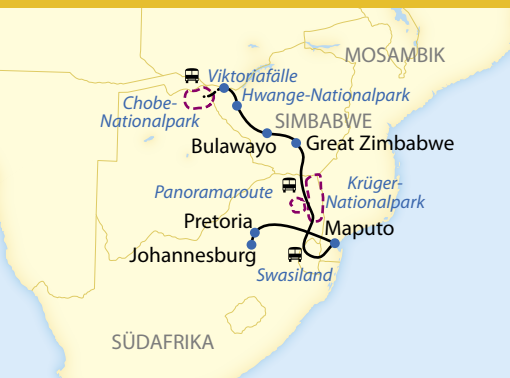 MOSAMBIK
Viktoriafälle
Hwange-Nationalpark
Chobe-
Nationalpark
SIMBABWE
Bulawayo
Great Zimbabwe
Panoramaroute
Krüger-
Nationalpark
Pretoria
Maputo
Johannesburg
Swasiland
SÜDAFRIKA